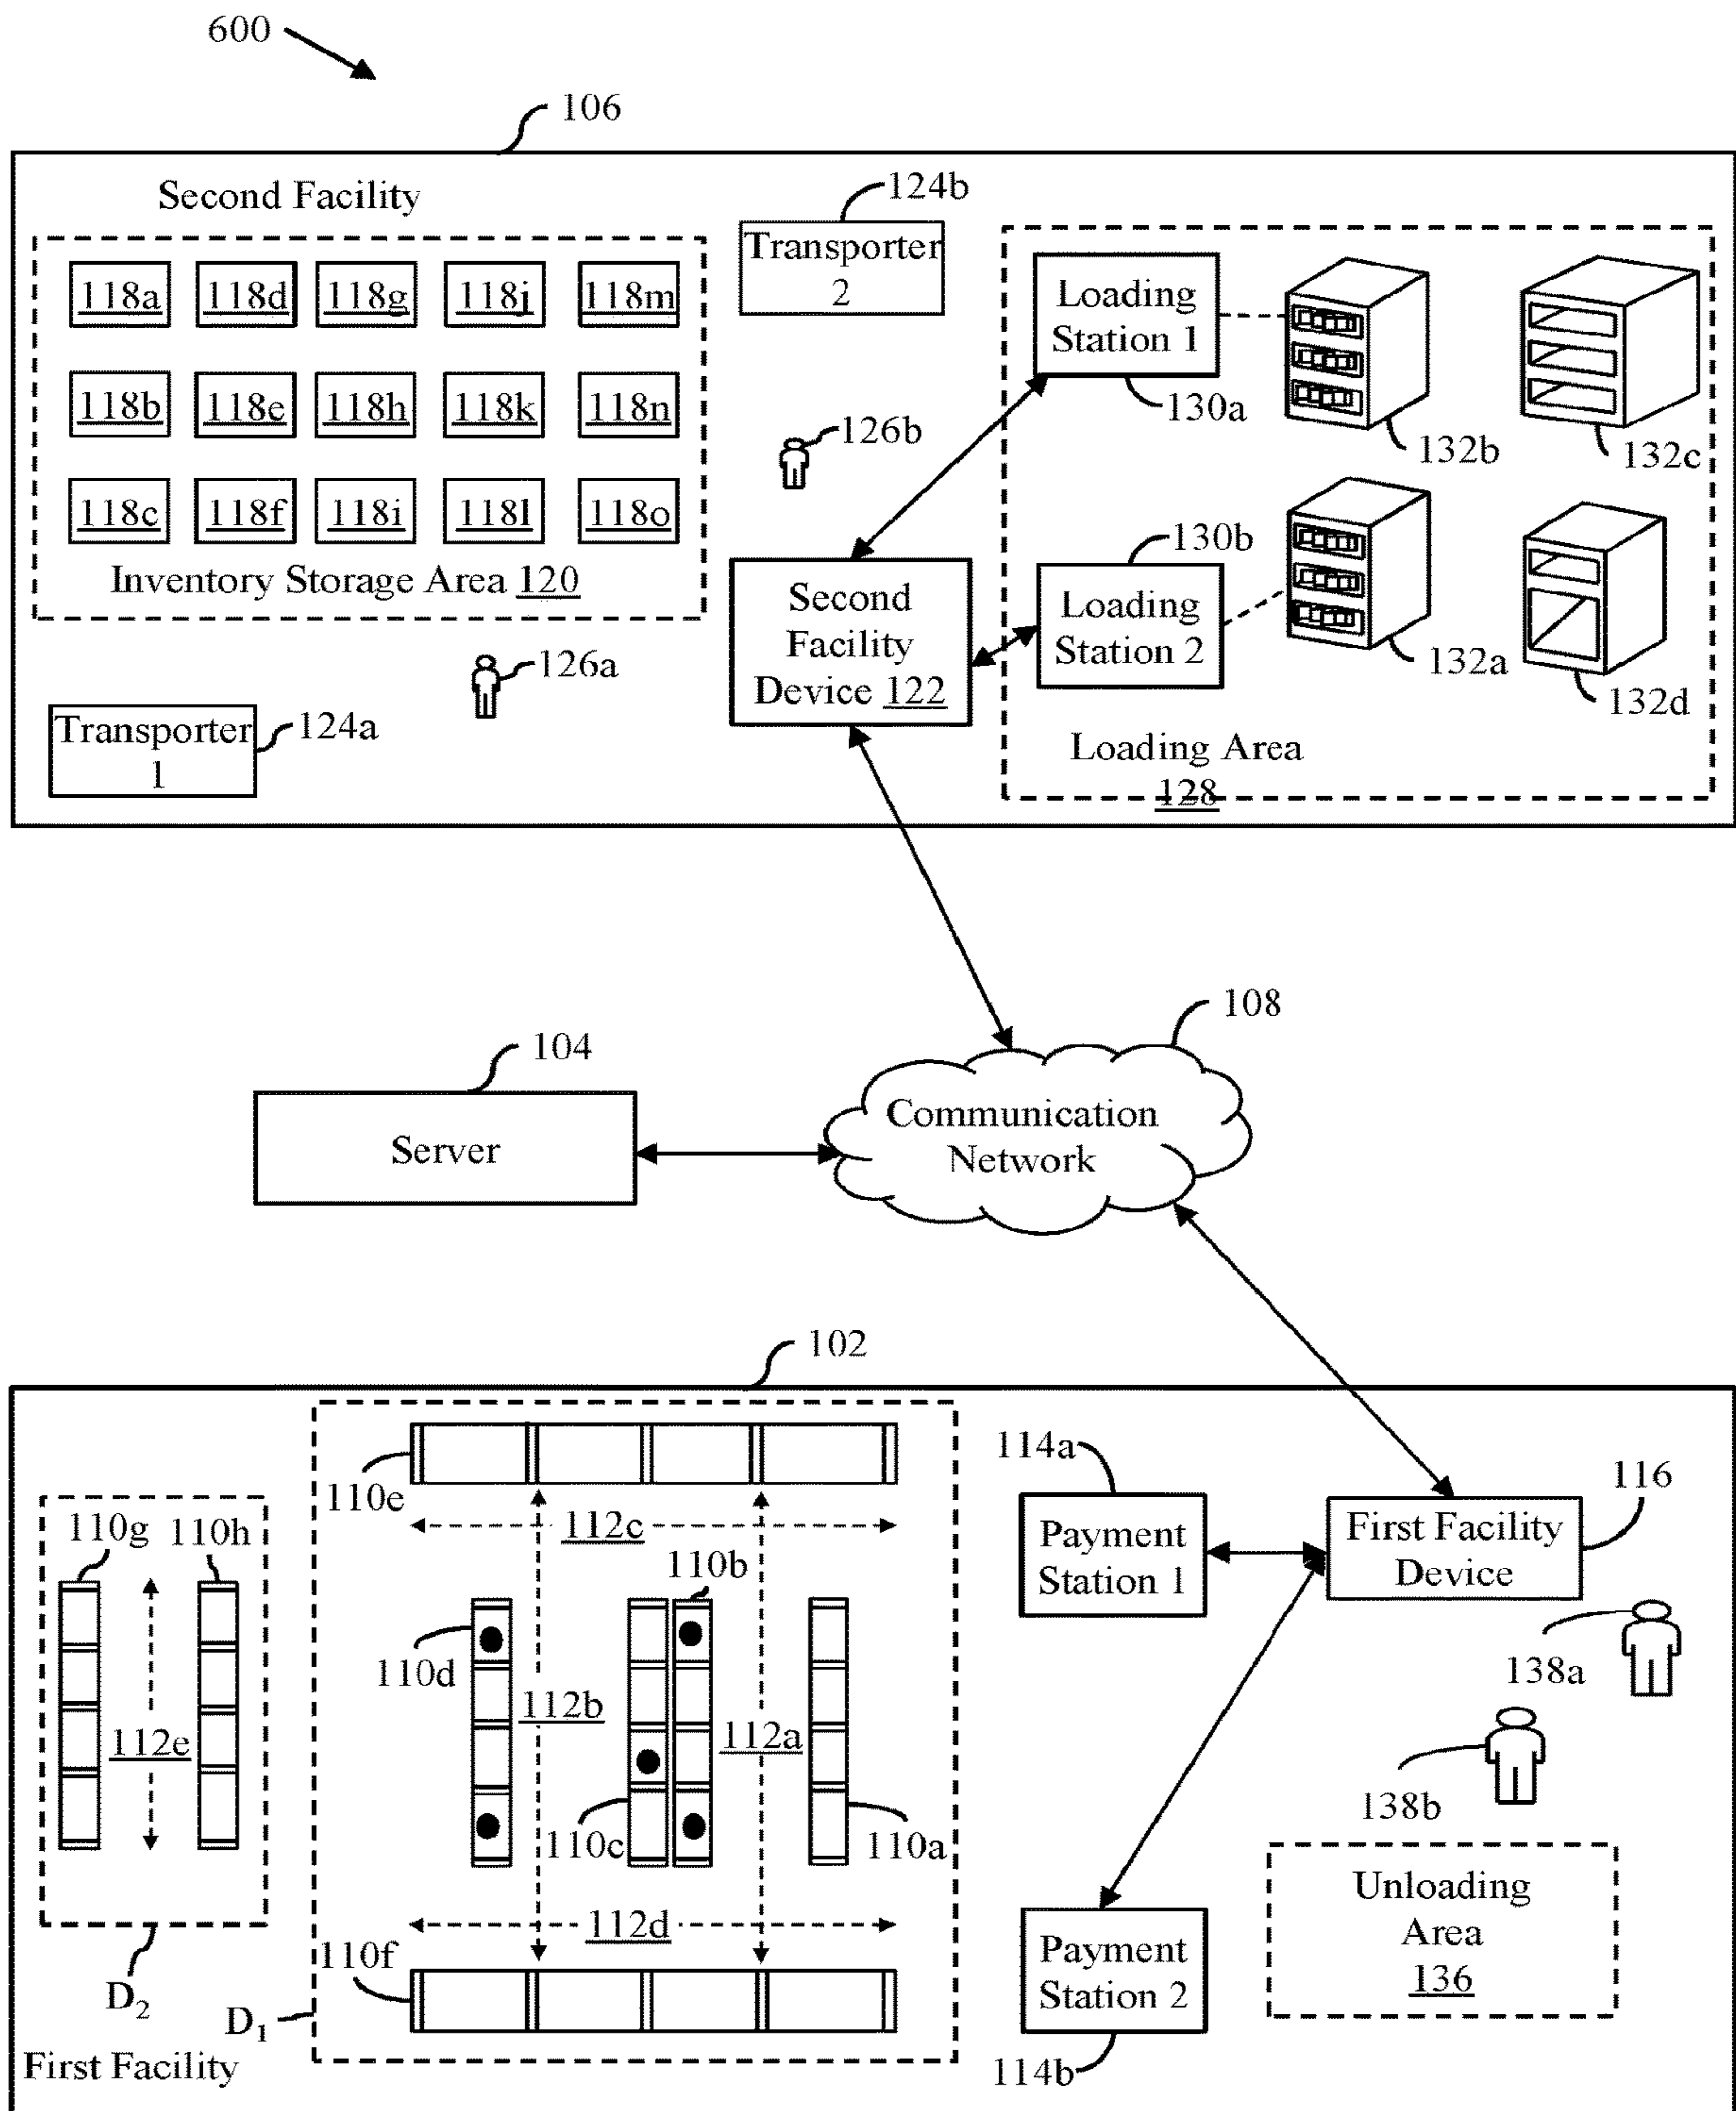 600
106
Second Facility
124b
Transporter
2
118a 118d 118g 118j 118m
118b 118e 118h 118k 118n
118c 118f 118i 118l 118o
Inventory Storage Area 120
126a
Transporter
1
124a
126b
Second
Facility
Device 122
Loading
Station 1
130a
132b
132c
130b
Loading
Station 2
132a
132d
Loading Area
128
108
104
Server
Communication
Network
102
110e
112c
110g
110h
112e
110b
110d
112b
112a
110c
110a
112d
110f
D2
D1
First Facility
114a
Payment
Station 1
116
First Facility
Device
138a
138b
Payment
Station 2
114b
Unloading
Area
136